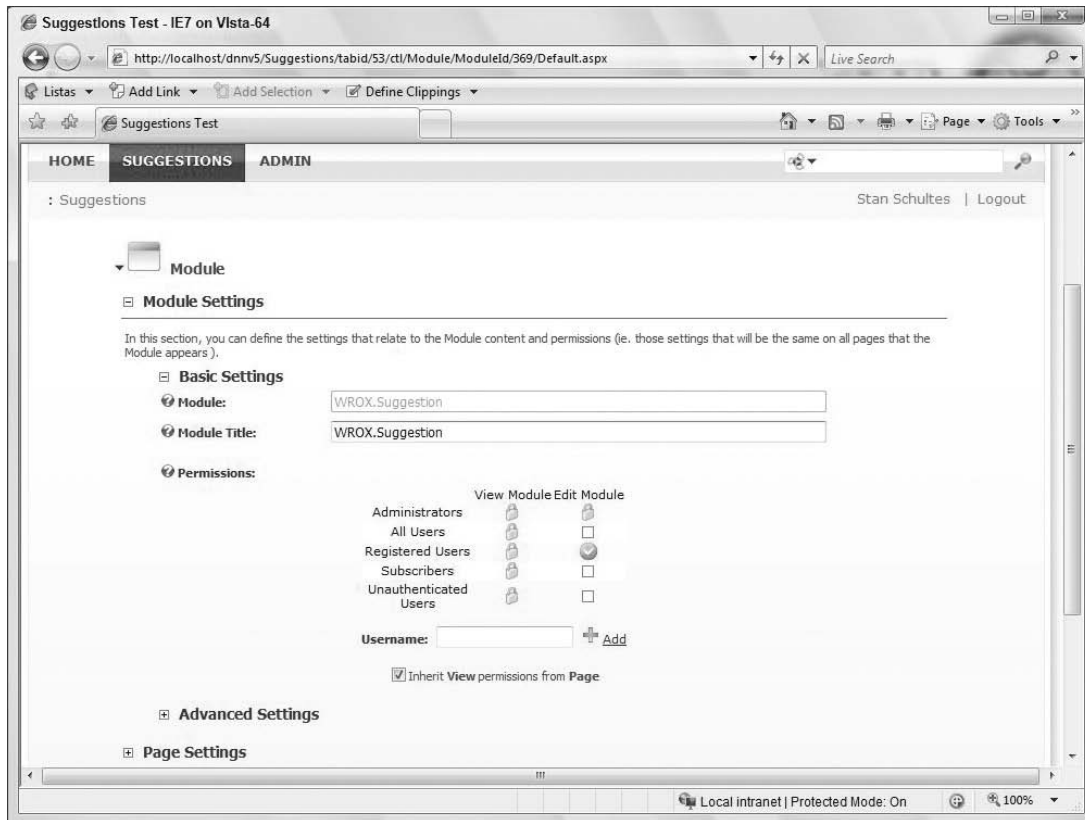 Suggestions Test - IE7 on VIsta-64
http://localhost/dnnv5/Suggestions/tabid/53/ctl/Module/ModuleId/369/Default.aspx
Live Search
Listas
Add Link
Add Selection
Define Clippings
Suggestions Test
Page
Tools
HOME SUGGESTIONS ADMIN
: Suggestions
Stan Schultes | Logout
Module
Module Settings
In this section, you can define the settings that relate to the Module content and permissions (ie. those settings that will be the same on all pages that the
Module appears ).
Basic Settings
Module: WROX.Suggestion
Module Title: WROX.Suggestion
Permissions:
View Module Edit Module
Administrators
All Users
Registered Users
Subscribers
Unauthenticated
Users
Username: Add
Inherit View permissions from Page
Advanced Settings
Page Settings
Local intranet | Protected Mode: On 100%